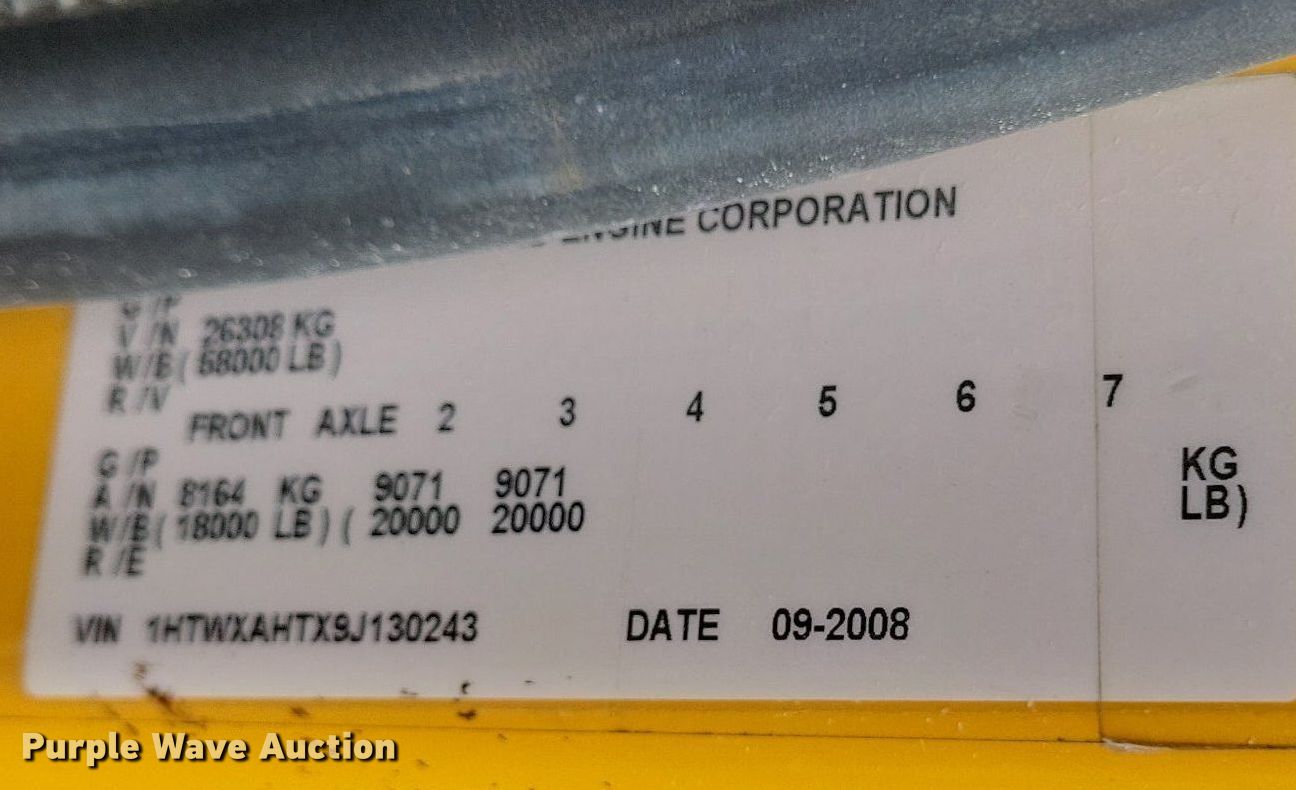 ENGINE CORPORATION
G /P
V /N 26308 KG
W/B ( 58000 LB )
R /V
FRONT AXLE 2 3 4 5 6 7
G /P
A /N 8164 KG 9071 9071 KG
W/B ( 18000 LB ) ( 20000 20000 LB)
R /E
VIN 1HTWXAHTX9J130243 DATE 09-2008
Purple Wave Auction